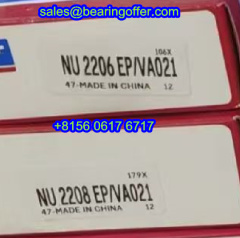 sales@bearingoffer.com
106X
NU 2206 EP/VA021
47-MADE IN CHINA 12
+8156 0617 6717
179X
NU 2208 EP/VA021
47-MADE IN CHINA 12